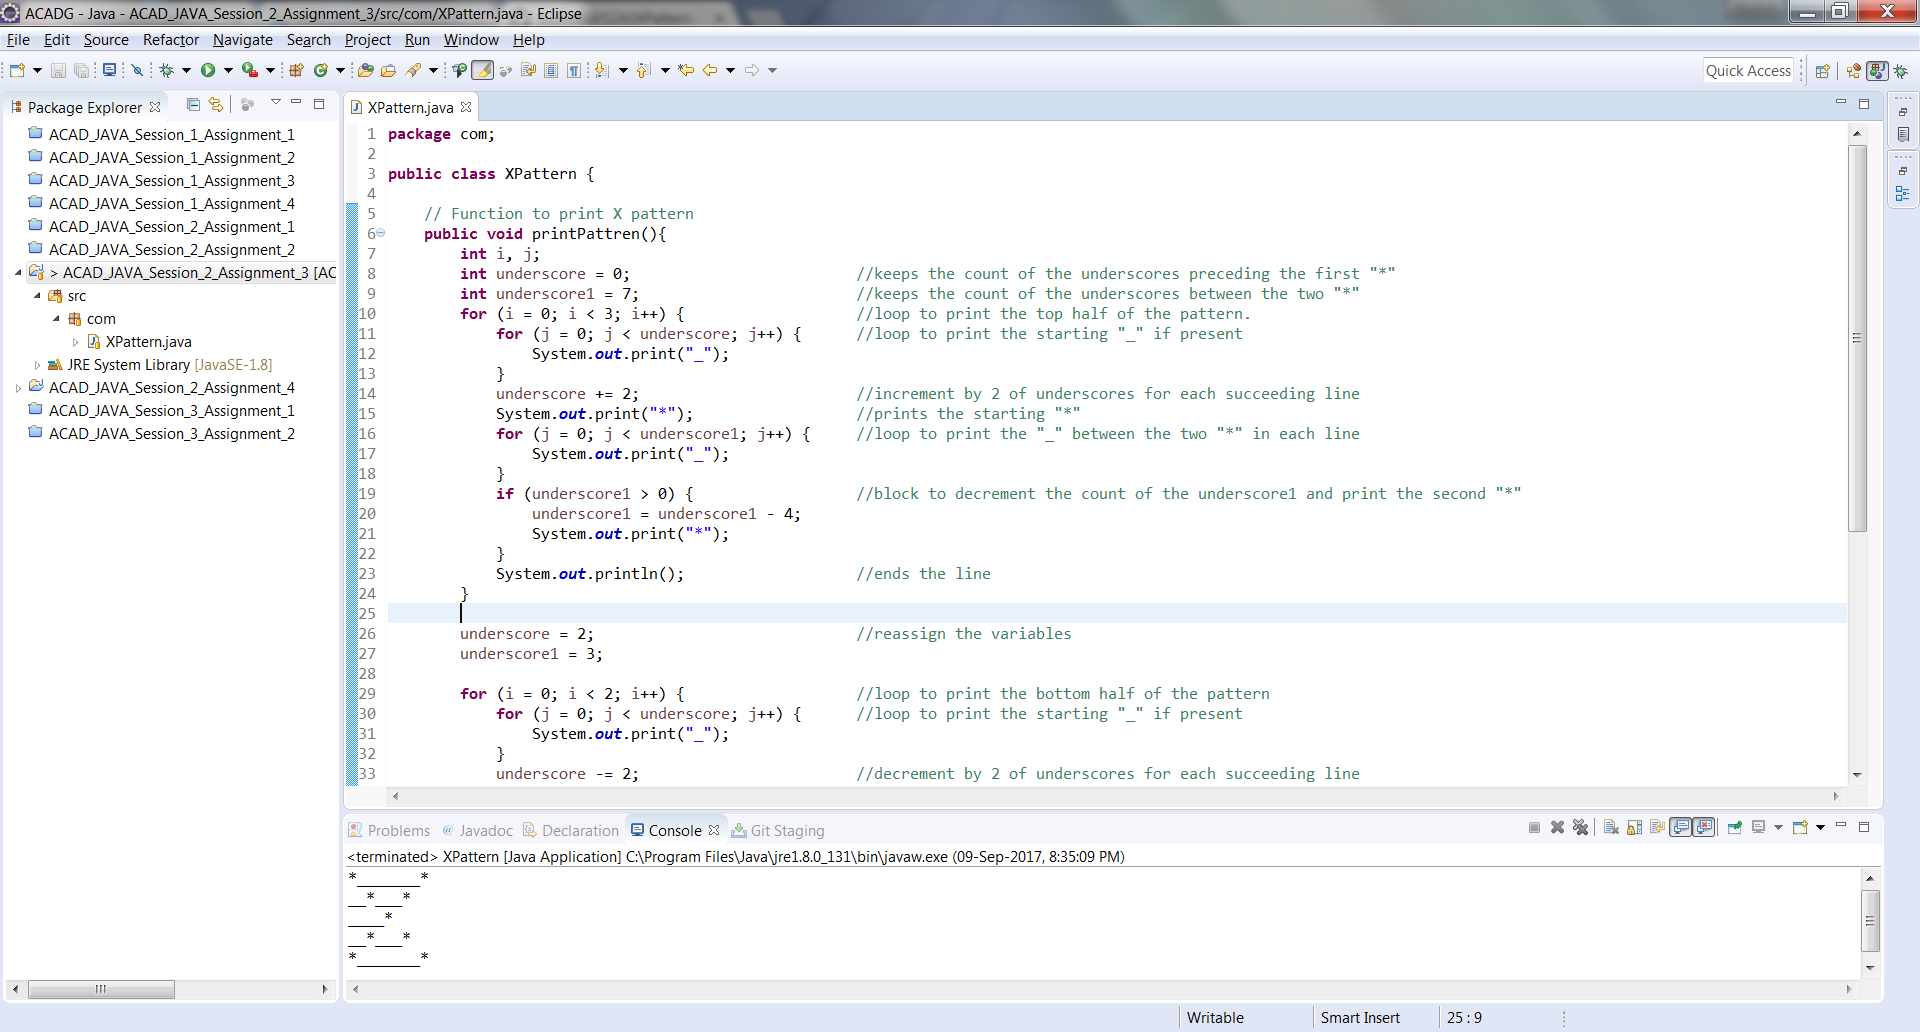 ACADG - Java - ACAD_JAVA_Session_2_Assignment_3/src/com/XPattern.java - Eclipse
File Edit Source Refactor Navigate Search Project Run Window Help
Quick Access
Package Explorer
ACAD_JAVA_Session_1_Assignment_1
ACAD_JAVA_Session_1_Assignment_2
ACAD_JAVA_Session_1_Assignment_3
ACAD_JAVA_Session_1_Assignment_4
ACAD_JAVA_Session_2_Assignment_1
ACAD_JAVA_Session_2_Assignment_2
> ACAD_JAVA_Session_2_Assignment_3 [AC
src
com
XPattern.java
JRE System Library [JavaSE-1.8]
ACAD_JAVA_Session_2_Assignment_4
ACAD_JAVA_Session_3_Assignment_1
ACAD_JAVA_Session_3_Assignment_2
XPattern.java
1 package com;
2
3 public class XPattern {
4
5     // Function to print X pattern
6     public void printPattren(){
7         int i, j;
8         int underscore = 0;                         //keeps the count of the underscores preceding the first "*"
9         int underscore1 = 7;                        //keeps the count of the underscores between the two "*"
10         for (i = 0; i < 3; i++) {                   //loop to print the top half of the pattern.
11             for (j = 0; j < underscore; j++) {      //loop to print the starting "_" if present
12                 System.out.print("_");
13             }
14             underscore += 2;                        //increment by 2 of underscores for each succeeding line
15             System.out.print("*");                  //prints the starting "*"
16             for (j = 0; j < underscore1; j++) {     //loop to print the "_" between the two "*" in each line
17                 System.out.print("_");
18             }
19             if (underscore1 > 0) {                  //block to decrement the count of the underscore1 and print the second "*"
20                 underscore1 = underscore1 - 4;
21                 System.out.print("*");
22             }
23             System.out.println();                   //ends the line
24         }
25
26         underscore = 2;                             //reassign the variables
27         underscore1 = 3;
28
29         for (i = 0; i < 2; i++) {                   //loop to print the bottom half of the pattern
30             for (j = 0; j < underscore; j++) {      //loop to print the starting "_" if present
31                 System.out.print("_");
32             }
33             underscore -= 2;                        //decrement by 2 of underscores for each succeeding line
Problems @ Javadoc Declaration Console Git Staging
<terminated> XPattern [Java Application] C:\Program Files\Java\jre1.8.0_131\bin\javaw.exe (09-Sep-2017, 8:35:09 PM)
*_______*
__*___*
____*
__*___*
*_______*
Writable Smart Insert 25 : 9